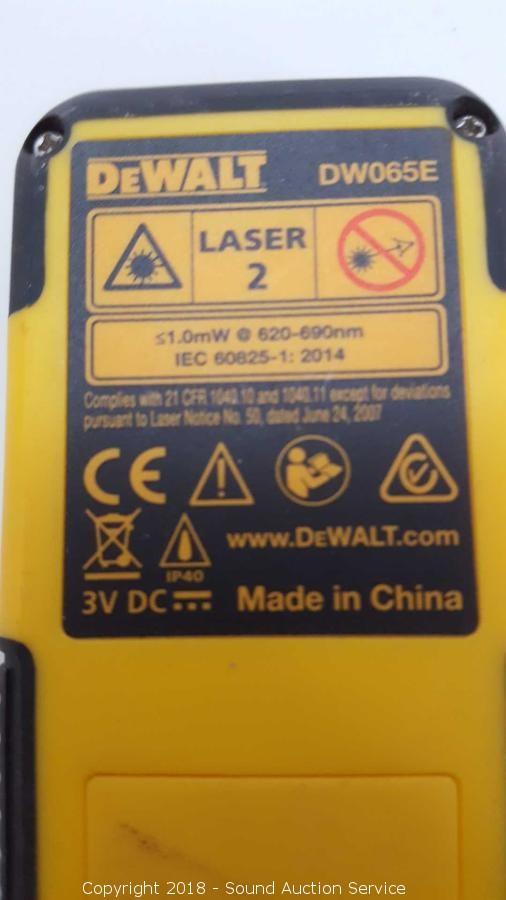 DEWALT DW065E
LASER
2
≤1.0mW @ 620-690nm
IEC 60825-1: 2014
Complies with 21 CFR 1040.10 and 1040.11 except for deviations
pursuant to Laser Notice No. 50, dated June 24, 2007
CE
www.DEWALT.com
IP40
3V DC Made in China
Copyright 2018 - Sound Auction Service